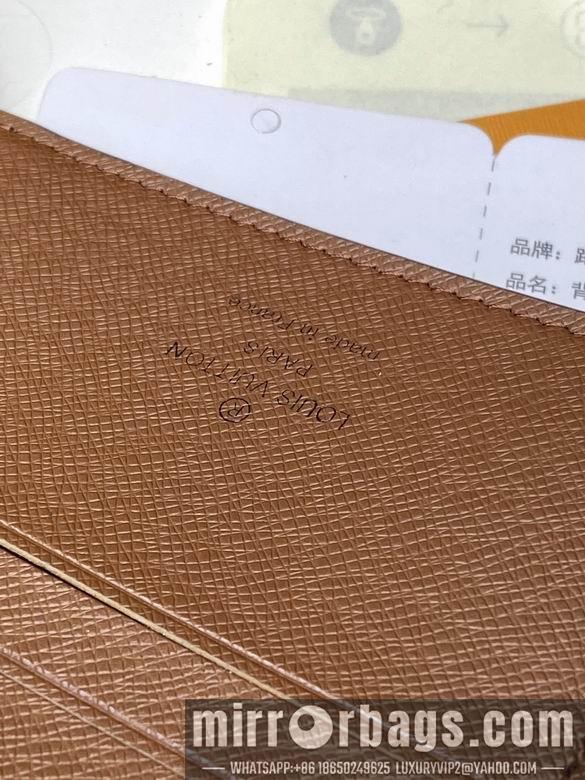 品牌：
品名：
made in France
PARIS
LOUIS VUITTON
®
mirrorbags.com
WHATSAPP:+86 18650249625 LUXURYVIP2@YAHOO.COM